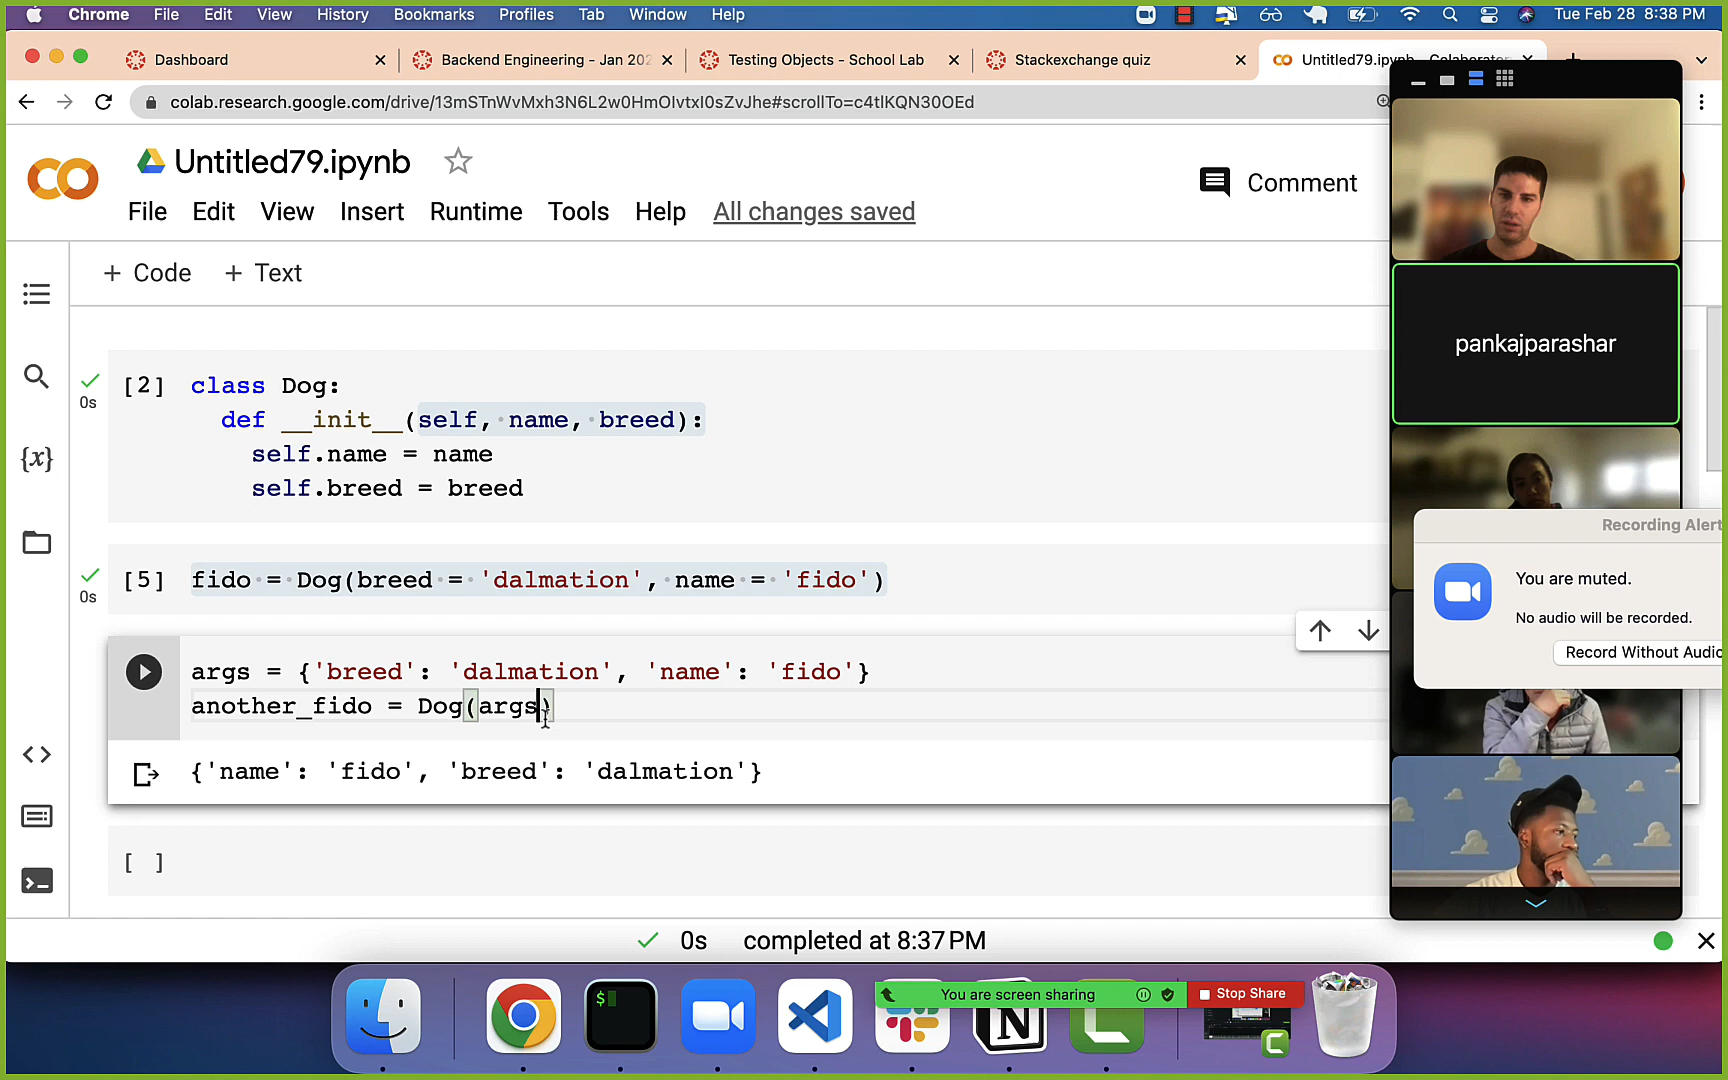 Chrome File Edit View History Bookmarks Profiles Tab Window Help Tue Feb 28 8:38 PM
Dashboard Backend Engineering - Jan 202 Testing Objects - School Lab Stackexchange quiz Untitled79.ipynb - Colaborator
colab.research.google.com/drive/13mSTnWvMxh3N6L2w0HmOIvtxI0sZvJhe#scrollTo=c4tlKQN30OEd
Untitled79.ipynb
Comment
File Edit View Insert Runtime Tools Help All changes saved
+ Code + Text
pankajparashar
[2] class Dog:
0s
def __init__(self, name, breed):
self.name = name
self.breed = breed
{x}
[5] fido = Dog(breed = 'dalmation', name = 'fido')
0s
Recording Alert
You are muted.
No audio will be recorded.
Record Without Audio
args = {'breed': 'dalmation', 'name': 'fido'}
another_fido = Dog(args)
{'name': 'fido', 'breed': 'dalmation'}
[ ]
0s completed at 8:37 PM
You are screen sharing Stop Share